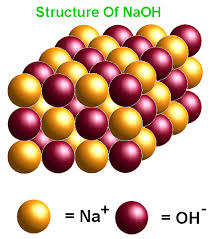 Structure Of NaOH
= Na⁺ = OH⁻